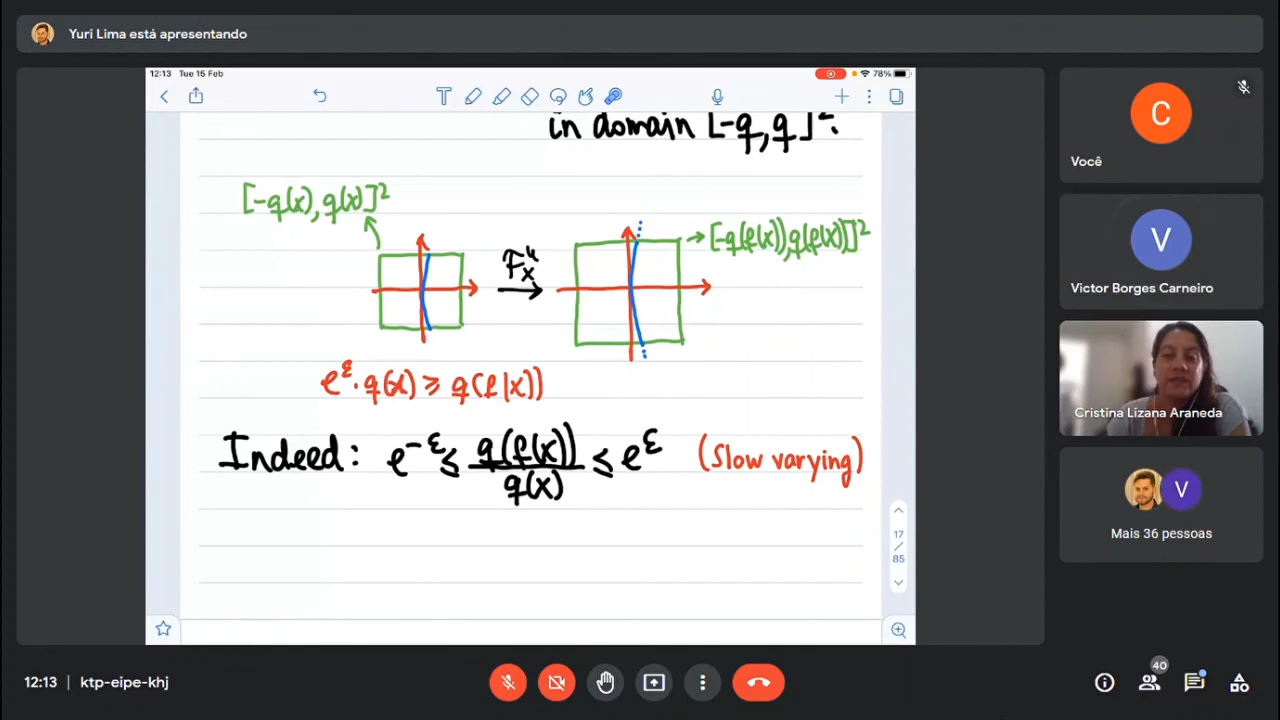 Yuri Lima está apresentando
12:13 Tue 15 Feb
78%
T
in domain [-q,q]².
[-q(x), q(x)]²
Fₓᵘ
[-q(f(x)),q(f(x))]²
e^ε·q(x) ≥ q(f(x))
Indeed: e^-ε ≤ q(f(x))/q(x) ≤ e^ε (Slow varying)
17
/
85
C
Você
V
Victor Borges Carneiro
Cristina Lizana Araneda
V
Mais 36 pessoas
12:13 | ktp-eipe-khj
40